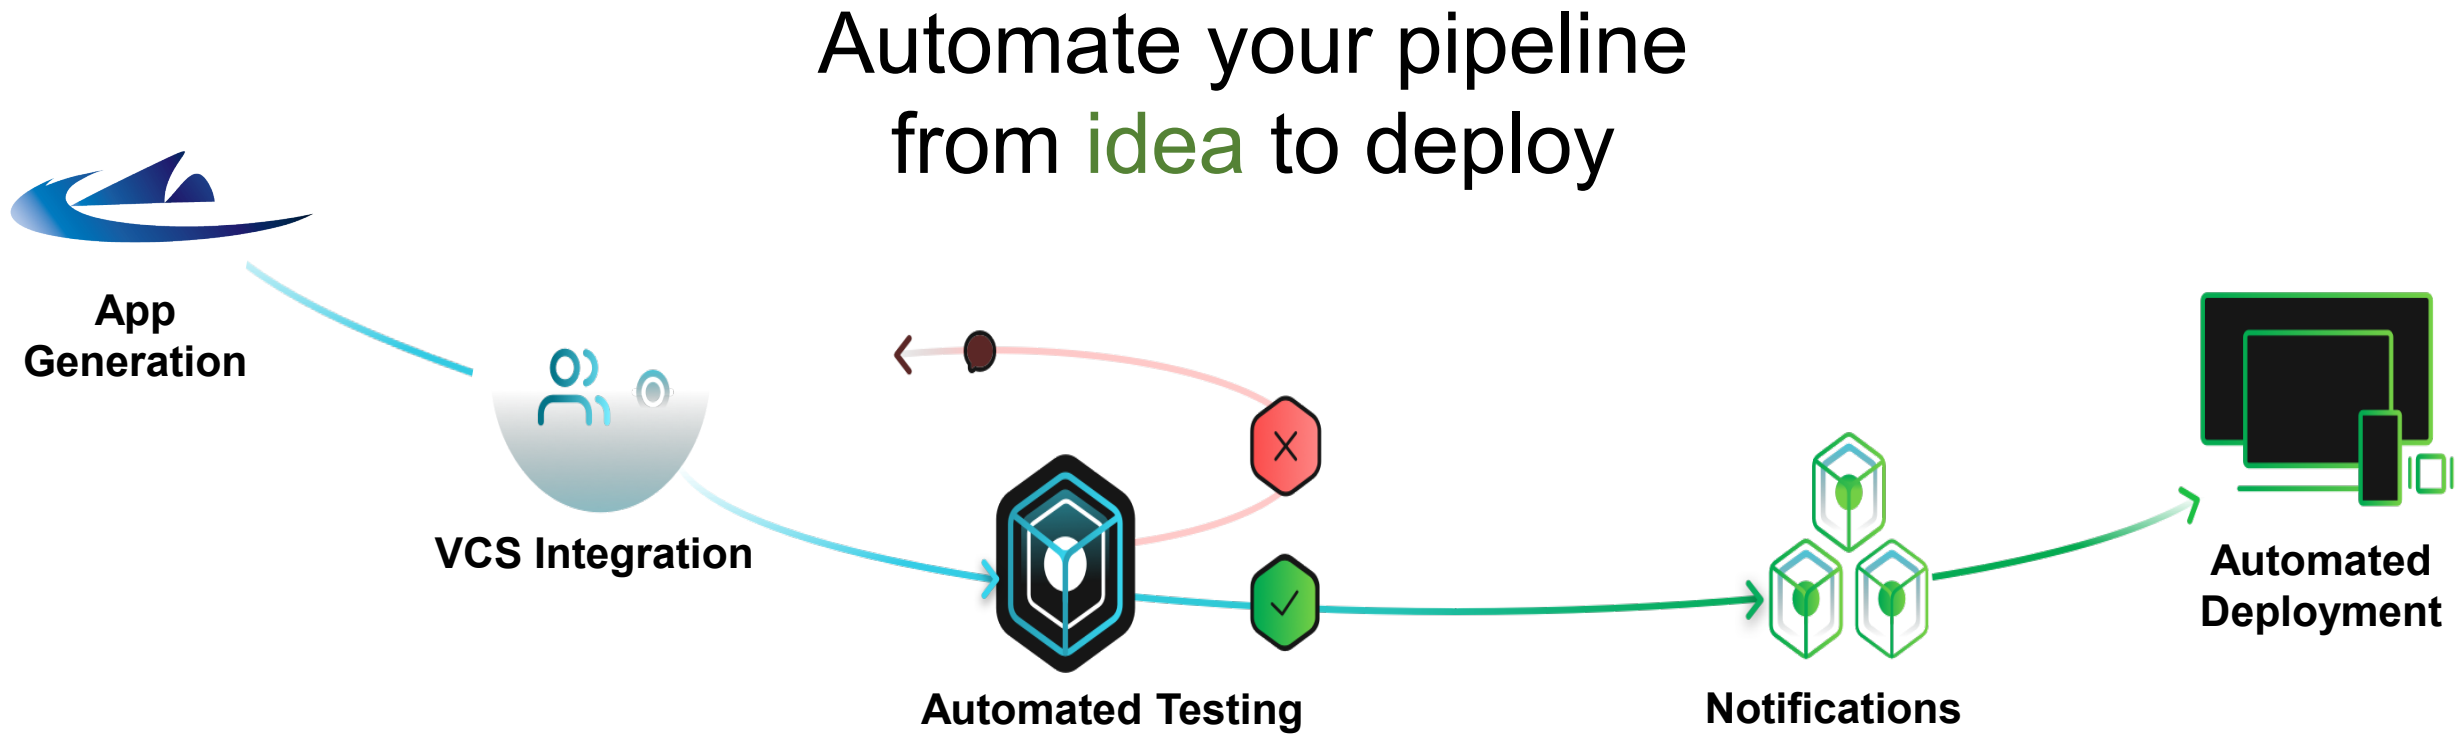 Automate your pipeline
from idea to deploy
App
Generation
VCS Integration
Automated Testing
Notifications
Automated
Deployment